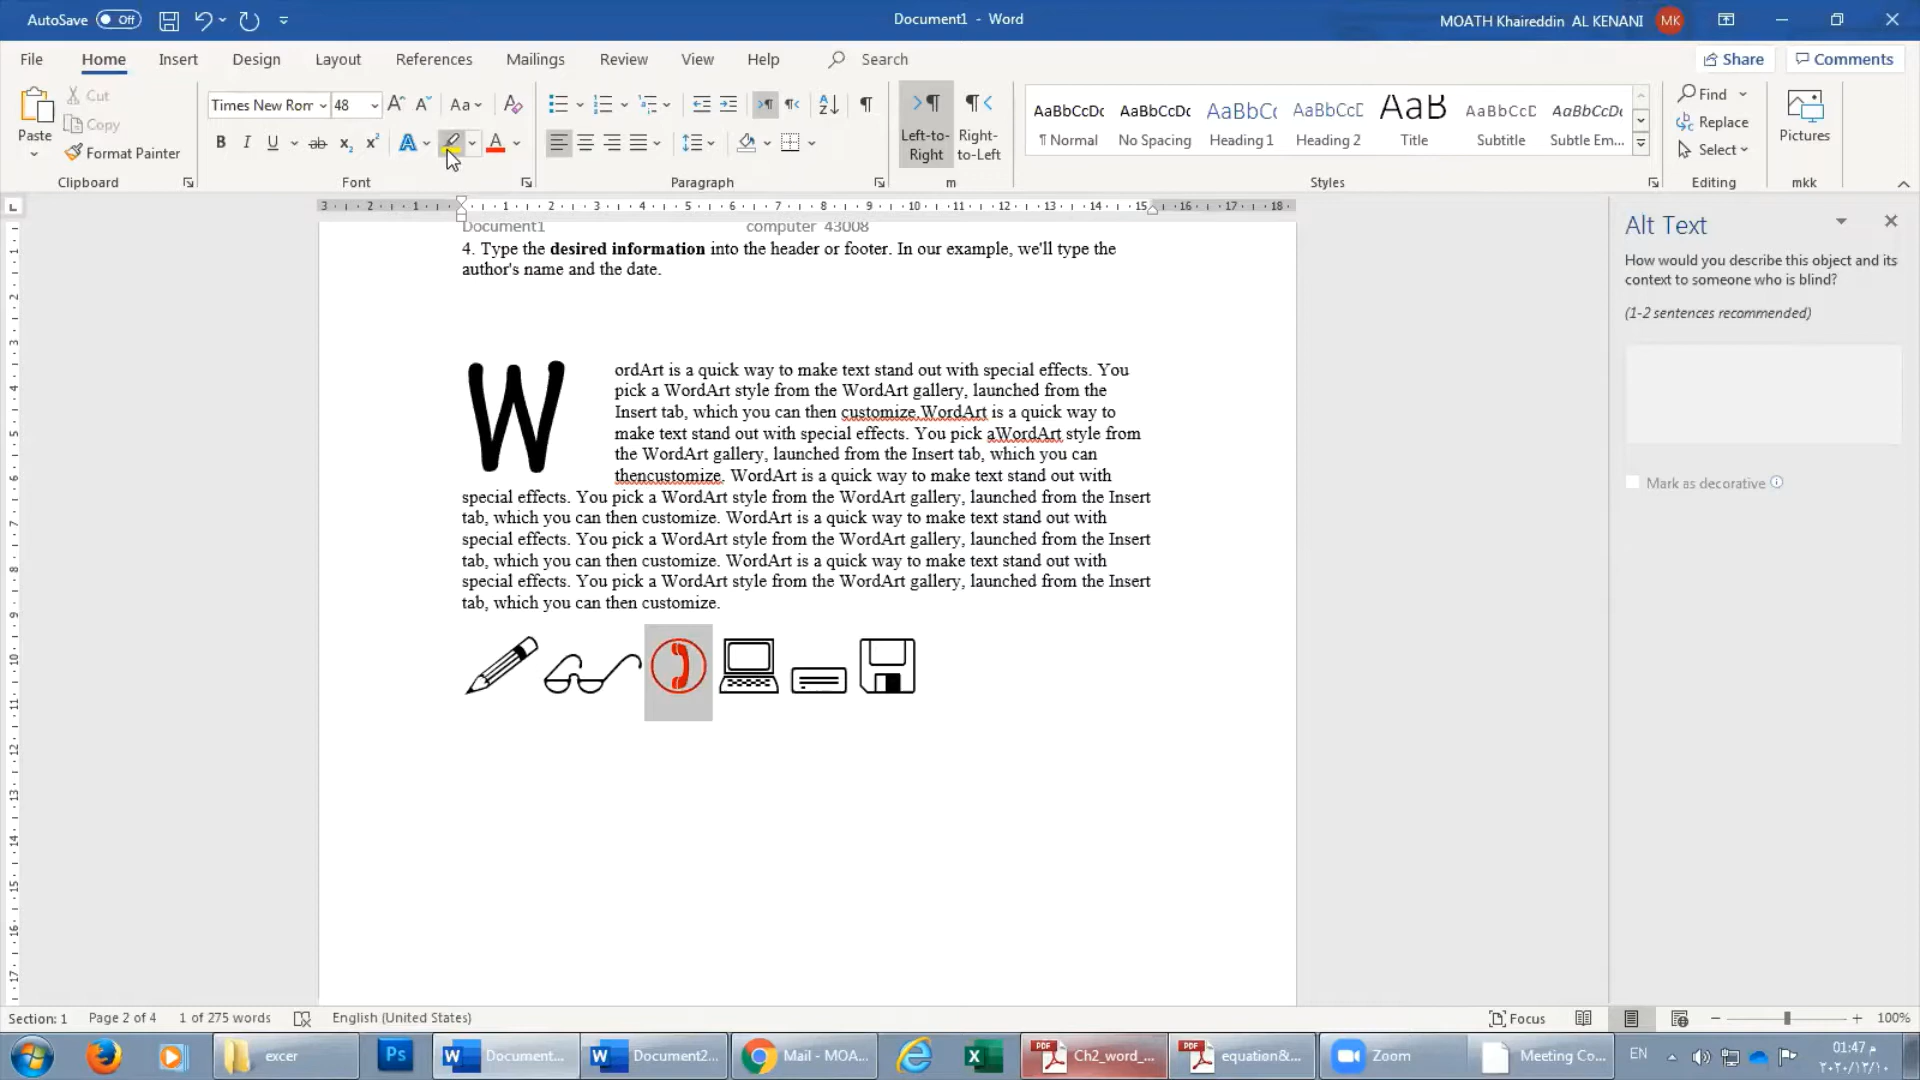 AutoSave Off
Document1 - Word
MOATH Khaireddin AL KENANI MK
File Home Insert Design Layout References Mailings Review View Help Search
Share Comments
Paste
Cut
Copy
Format Painter
Clipboard
Times New Rom 48
Aa
Font
Paragraph
Left-to-Right
Right-to-Left
m
AaBbCcDc AaBbCcDc AaBbC( AaBbCcD AaB AaBbCcD AaBbCcDc
¶ Normal No Spacing Heading 1 Heading 2 Title Subtitle Subtle Em...
Styles
Find
Replace
Select
Editing
Pictures
mkk
Document1 computer 43008
4. Type the desired information into the header or footer. In our example, we'll type the
author's name and the date.
W
ordArt is a quick way to make text stand out with special effects. You
pick a WordArt style from the WordArt gallery, launched from the
Insert tab, which you can then customize.WordArt is a quick way to
make text stand out with special effects. You pick aWordArt style from
the WordArt gallery, launched from the Insert tab, which you can
thencustomize. WordArt is a quick way to make text stand out with
special effects. You pick a WordArt style from the WordArt gallery, launched from the Insert
tab, which you can then customize. WordArt is a quick way to make text stand out with
special effects. You pick a WordArt style from the WordArt gallery, launched from the Insert
tab, which you can then customize. WordArt is a quick way to make text stand out with
special effects. You pick a WordArt style from the WordArt gallery, launched from the Insert
tab, which you can then customize.
Alt Text
How would you describe this object and its
context to someone who is blind?
(1-2 sentences recommended)
Mark as decorative
Section: 1 Page 2 of 4 1 of 275 words English (United States)
Focus 100%
excer
Ps
Document...
Document2...
Mail - MOA...
Ch2_word_...
equation&...
Zoom
Meeting Co...
EN
01:47 م